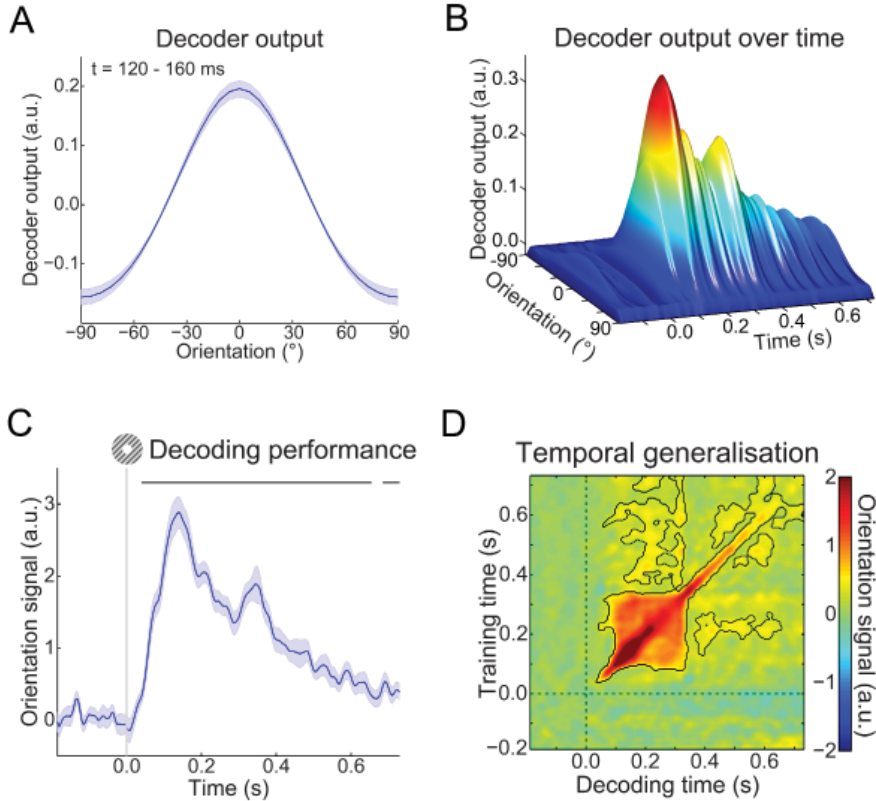 A
Decoder output
t = 120 - 160 ms
Decoder output (a.u.)
0.2
0.1
0.0
−0.1
−90 −60 −30 0 30 60 90
Orientation (°)
B
Decoder output over time
Decoder output (a.u.)
0.3
0.2
0.1
0.0
-90
0
90
Orientation (°)
0.0 0.2 0.4 0.6
Time (s)
C
Decoding performance
Orientation signal (a.u.)
3
2
1
0
0.0 0.2 0.4 0.6
Time (s)
D
Temporal generalisation
Training time (s)
0.6
0.4
0.2
0.0
−0.2
0.0 0.2 0.4 0.6
Decoding time (s)
2
1
0
−1
−2
Orientation signal (a.u.)